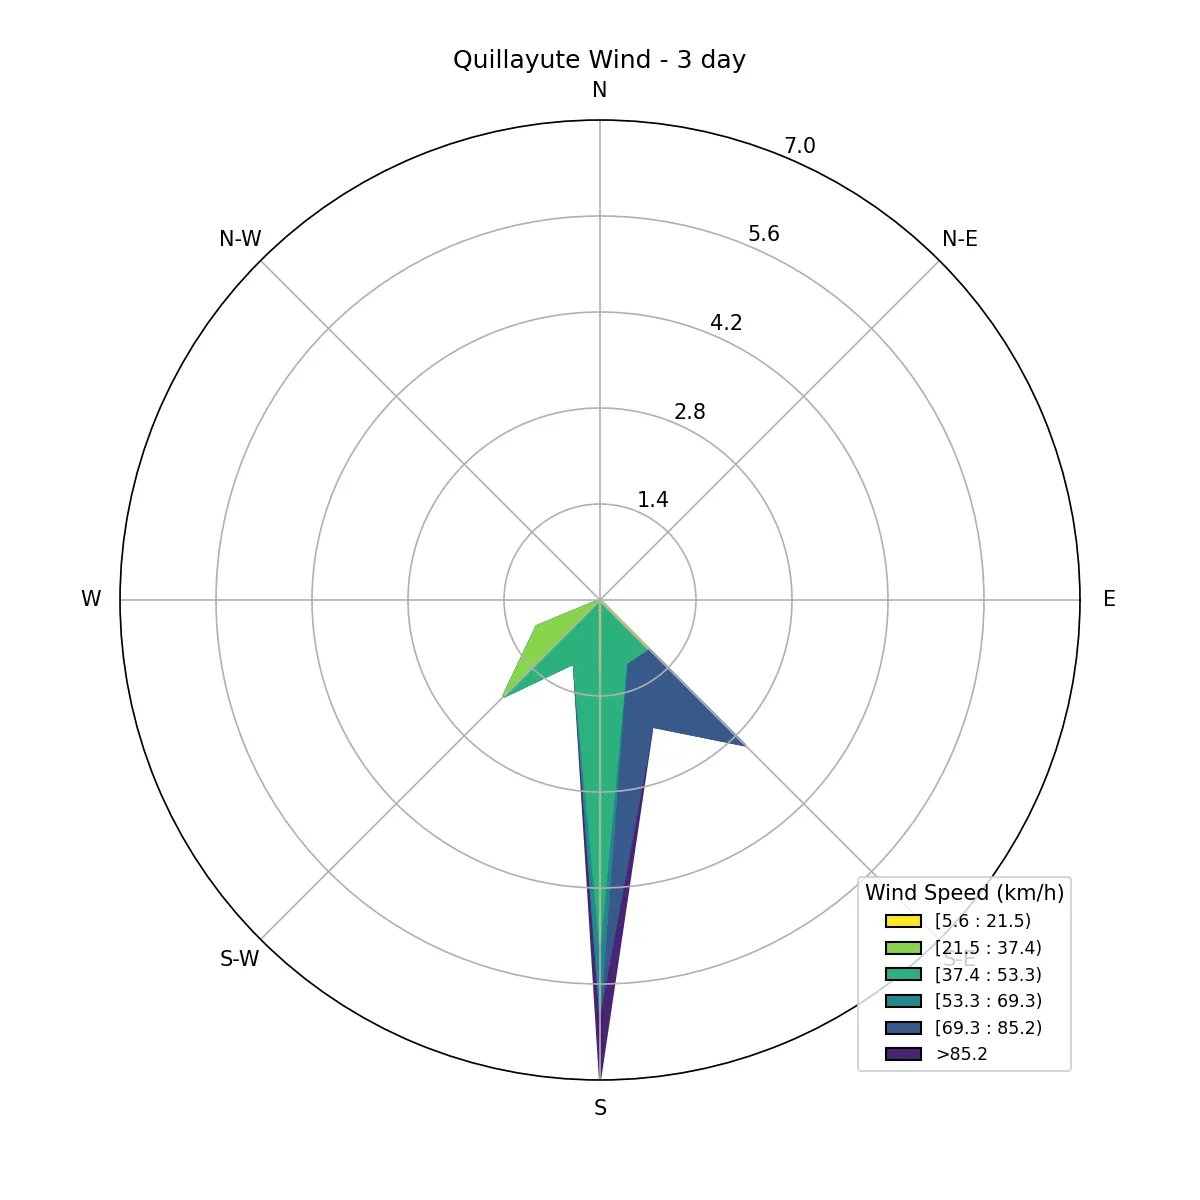 Quillayute Wind - 3 day
N
7.0
N-W
5.6
N-E
4.2
2.8
1.4
W
E
Wind Speed (km/h)
[5.6 : 21.5)
[21.5 : 37.4)
S-W
S-E
[37.4 : 53.3)
[53.3 : 69.3)
[69.3 : 85.2)
>85.2
S